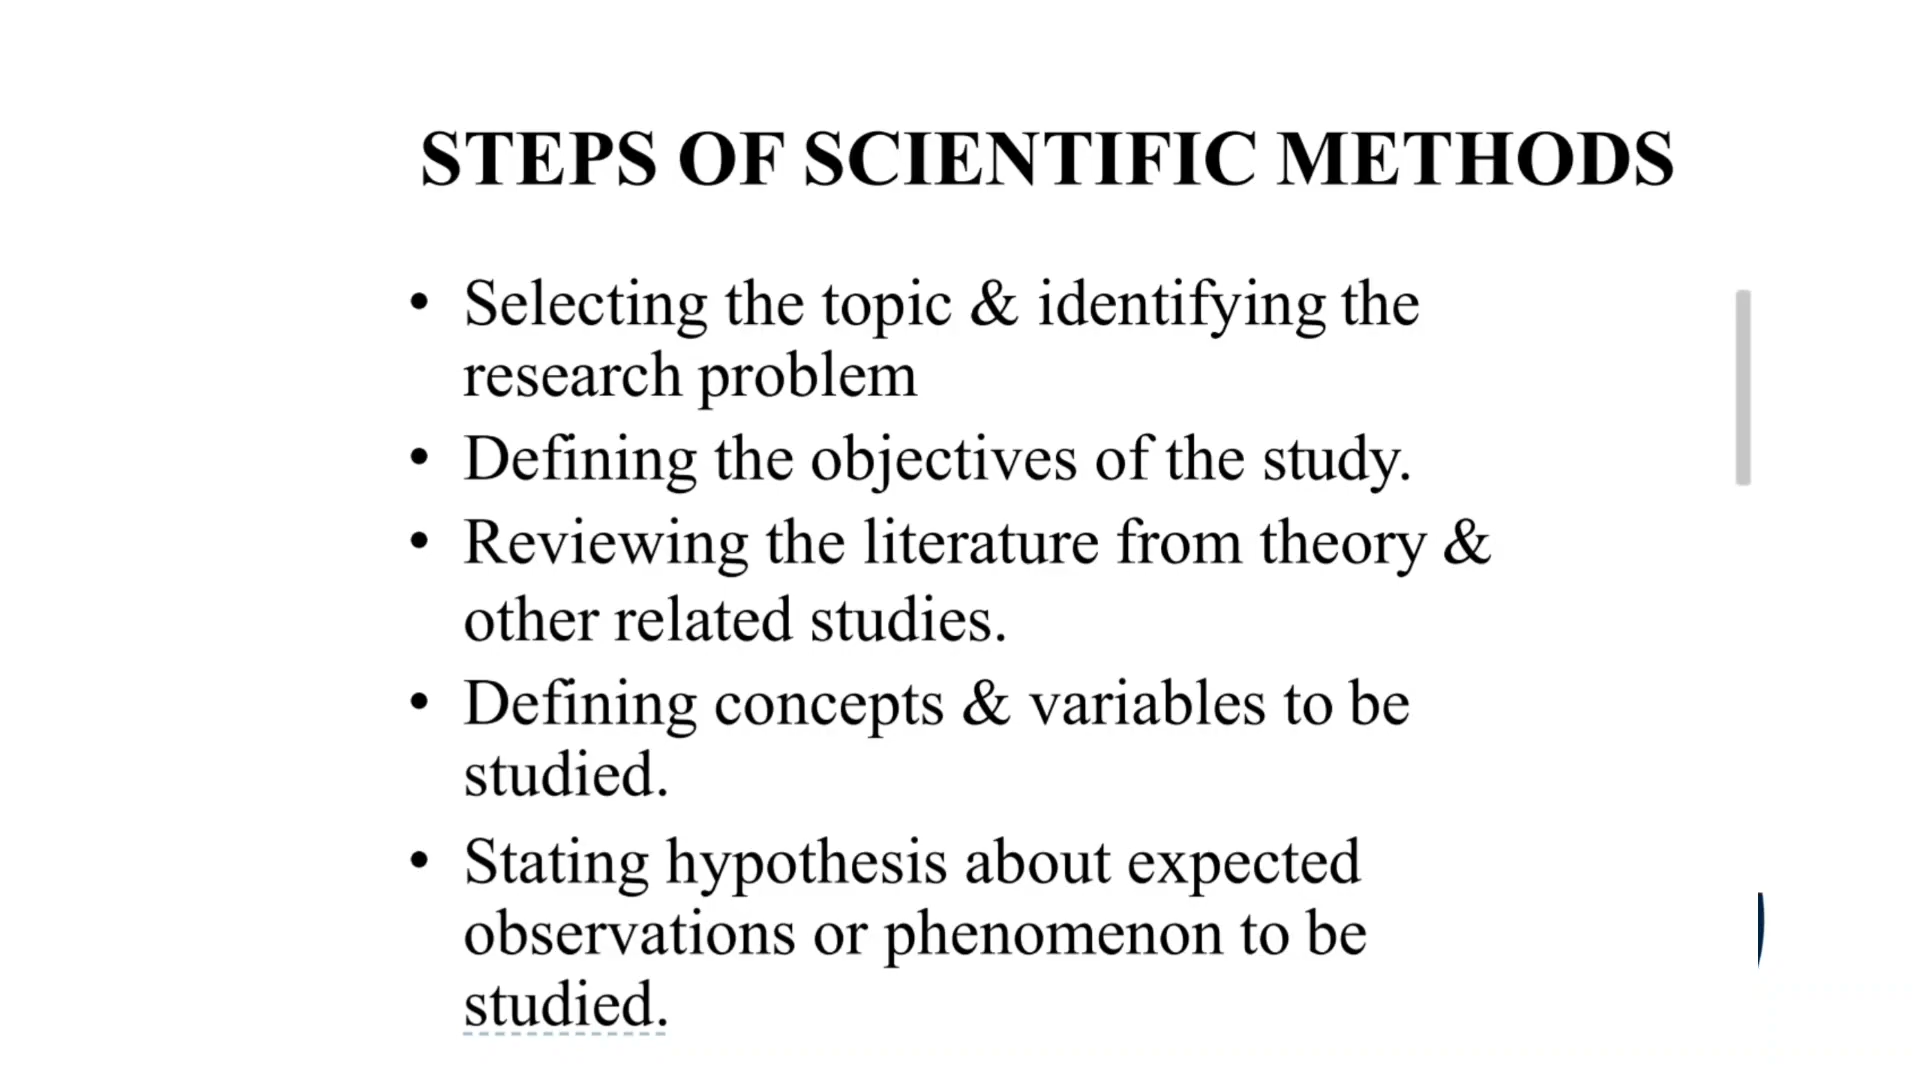 STEPS OF SCIENTIFIC METHODS
• Selecting the topic & identifying the
research problem
• Defining the objectives of the study.
• Reviewing the literature from theory &
other related studies.
• Defining concepts & variables to be
studied.
• Stating hypothesis about expected
observations or phenomenon to be
studied.